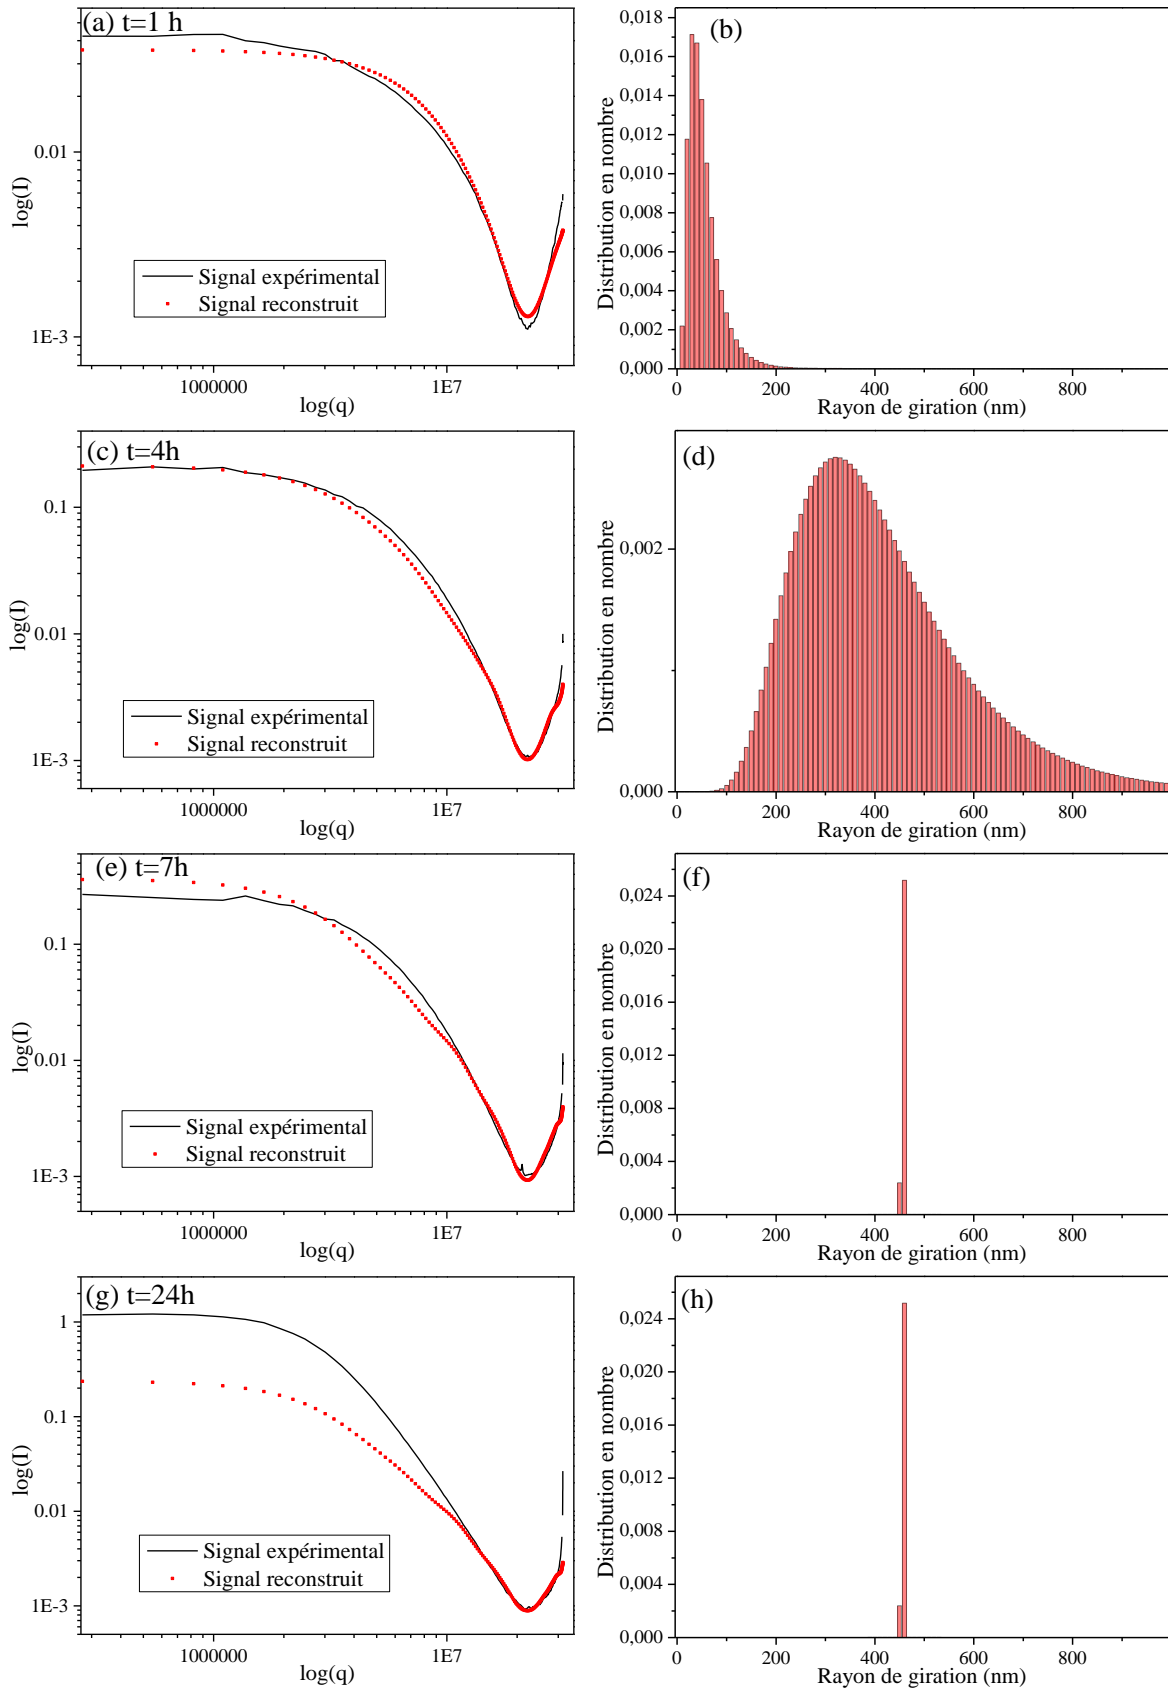 (a) t=1 h
0.01
1E-3
log(I)
Signal expérimental
Signal reconstruit
1000000
1E7
log(q)
(b)
0,018
0,016
0,014
0,012
0,010
0,008
0,006
0,004
0,002
0,000
Distribution en nombre
0
200
400
600
800
Rayon de giration (nm)
(c) t=4h
0.1
0.01
1E-3
log(I)
Signal expérimental
Signal reconstruit
1000000
1E7
log(q)
(d)
0,002
0,000
Distribution en nombre
0
200
400
600
800
Rayon de giration (nm)
(e) t=7h
0.1
0.01
1E-3
log(I)
Signal expérimental
Signal reconstruit
1000000
1E7
log(q)
(f)
0,024
0,020
0,016
0,012
0,008
0,004
0,000
Distribution en nombre
0
200
400
600
800
Rayon de giration (nm)
(g) t=24h
1
0.1
0.01
1E-3
log(I)
Signal expérimental
Signal reconstruit
1000000
1E7
log(q)
(h)
0,024
0,020
0,016
0,012
0,008
0,004
0,000
Distribution en nombre
0
200
400
600
800
Rayon de giration (nm)